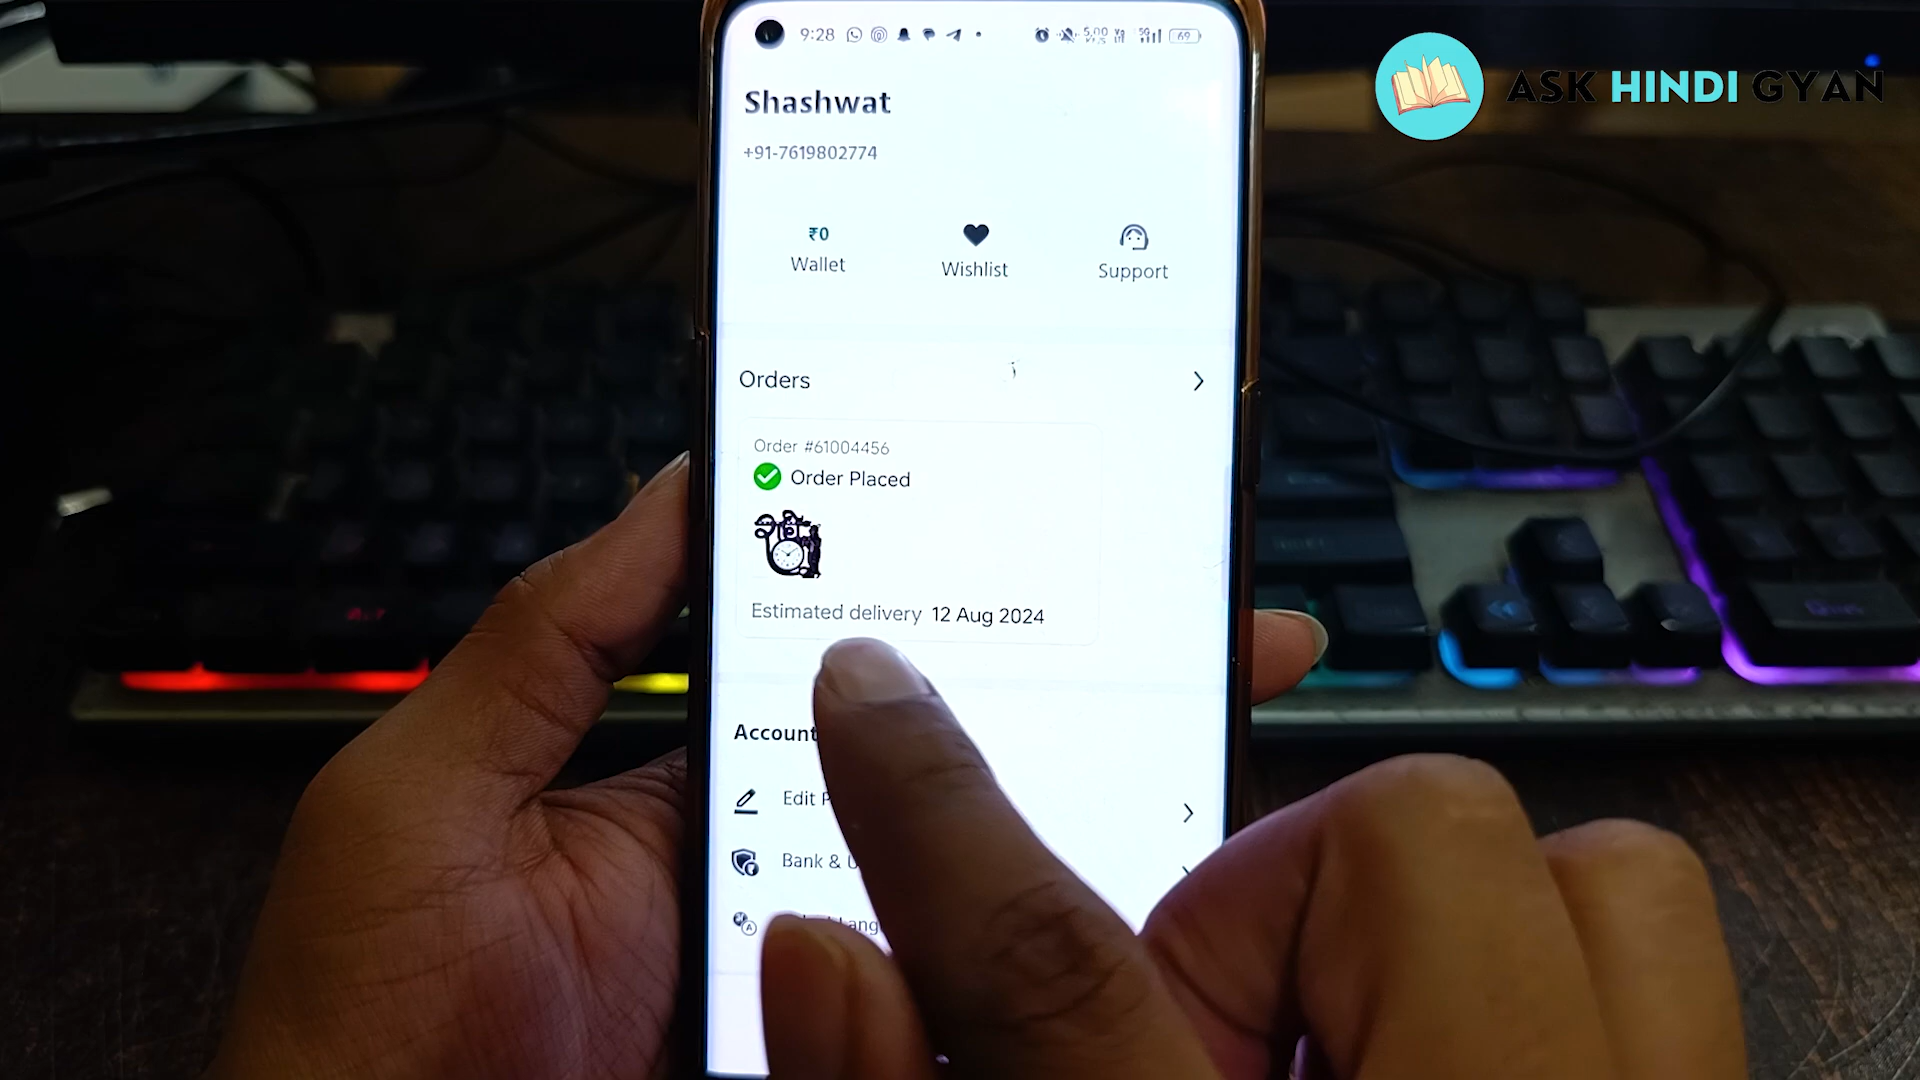 9:28
69
ASK HINDI GYAN
Shashwat
+91-7619802774
₹0
Wallet
Wishlist
Support
Orders
Order #61004456
Order Placed
Estimated delivery 12 Aug 2024
Account
Edit
Bank &